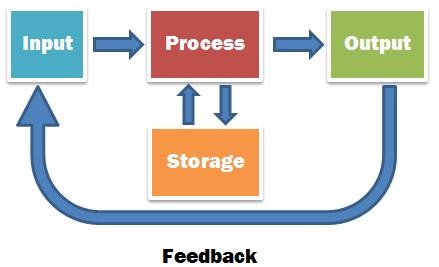 Input
Process
Output
Storage
Feedback